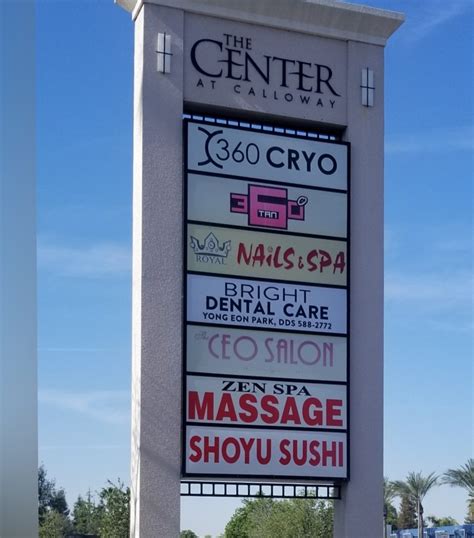 THE
CENTER
AT CALLOWAY
360 CRYO
360
TAN
ROYAL NAiLS & SPA
BRIGHT
DENTAL CARE
YONG EON PARK, DDS 588-2772
The CEO SALON
ZEN SPA
MASSAGE
SHOYU SUSHI